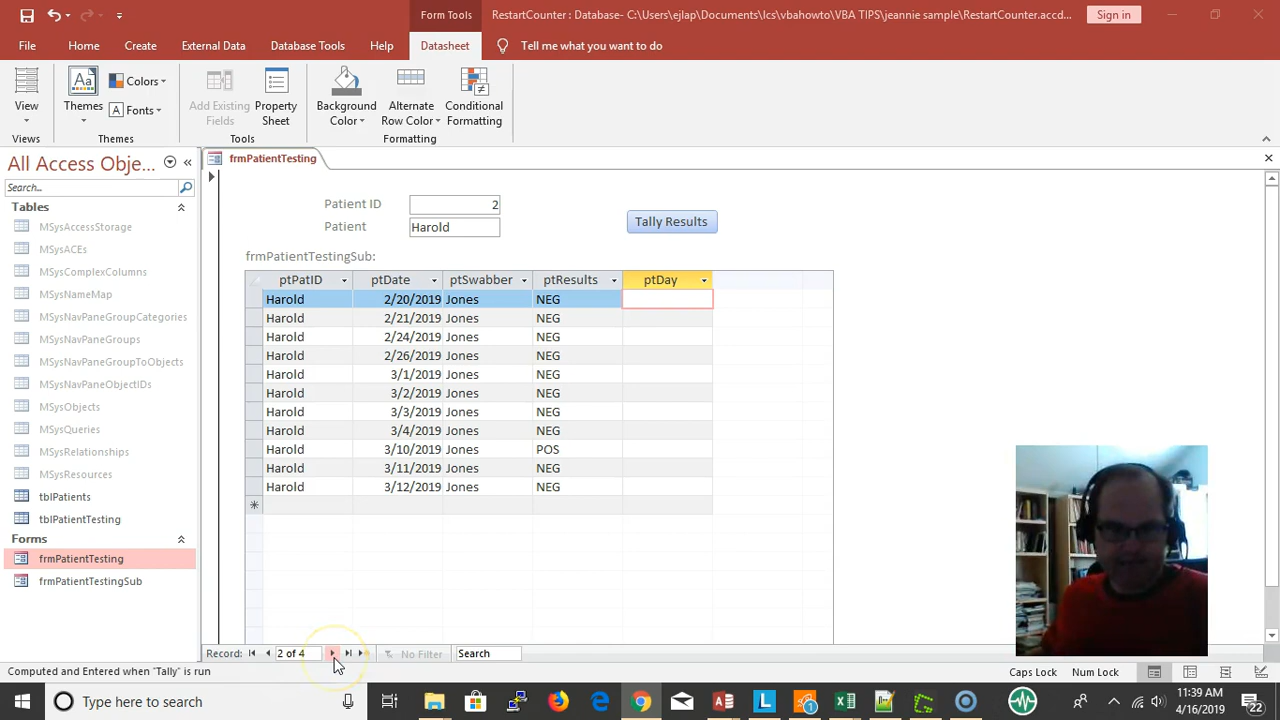 Form Tools
RestartCounter : Database- C:\Users\ejlap\Documents\lcs\vbahowto\VBA TIPS\jeannie sample\RestartCounter.accd...
Sign in
File
Home
Create
External Data
Database Tools
Help
Datasheet
Tell me what you want to do
View
Themes
Colors
Fonts
Add Existing
Fields
Property
Sheet
Background
Color
Alternate
Row Color
Conditional
Formatting
Views
Themes
Tools
Formatting
All Access Obje...
frmPatientTesting
Search...
Tables
MSysAccessStorage
MSysACEs
MSysComplexColumns
MSysNameMap
MSysNavPaneGroupCategories
MSysNavPaneGroups
MSysNavPaneGroupToObjects
MSysNavPaneObjectIDs
MSysObjects
MSysQueries
MSysRelationships
MSysResources
tblPatients
tblPatientTesting
Forms
frmPatientTesting
frmPatientTestingSub
Patient ID 2
Patient Harold
Tally Results
frmPatientTestingSub:
ptPatID ptDate ptSwabber ptResults ptDay
Harold 2/20/2019 Jones NEG
Harold 2/21/2019 Jones NEG
Harold 2/24/2019 Jones NEG
Harold 2/26/2019 Jones NEG
Harold 3/1/2019 Jones NEG
Harold 3/2/2019 Jones NEG
Harold 3/3/2019 Jones NEG
Harold 3/4/2019 Jones NEG
Harold 3/10/2019 Jones POS
Harold 3/11/2019 Jones NEG
Harold 3/12/2019 Jones NEG
Record: 2 of 4 No Filter Search
Computed and Entered when "Tally" is run
Caps Lock
Num Lock
Type here to search
11:39 AM
4/16/2019
22